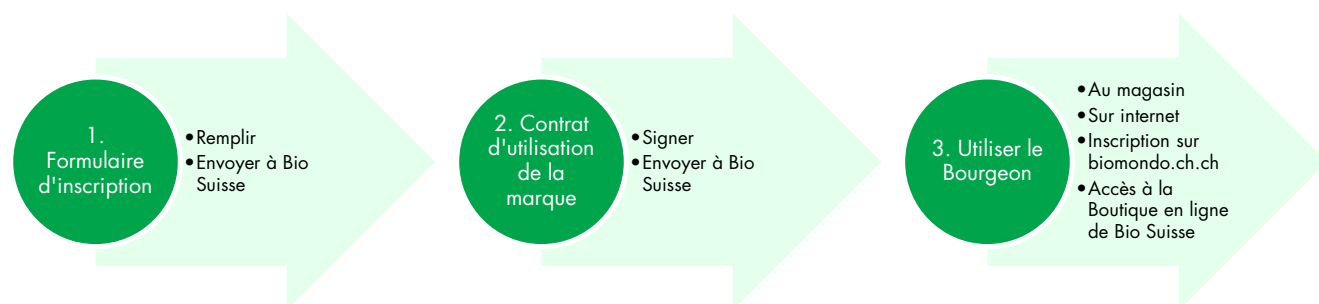 1.
Formulaire
d'inscription
•Remplir
•Envoyer à Bio
Suisse
2. Contrat
d'utilisation
de la
marque
•Signer
•Envoyer à Bio
Suisse
3. Utiliser le
Bourgeon
•Au magasin
•Sur internet
•Inscription sur
biomondo.ch.ch
•Accès à la
Boutique en ligne
de Bio Suisse